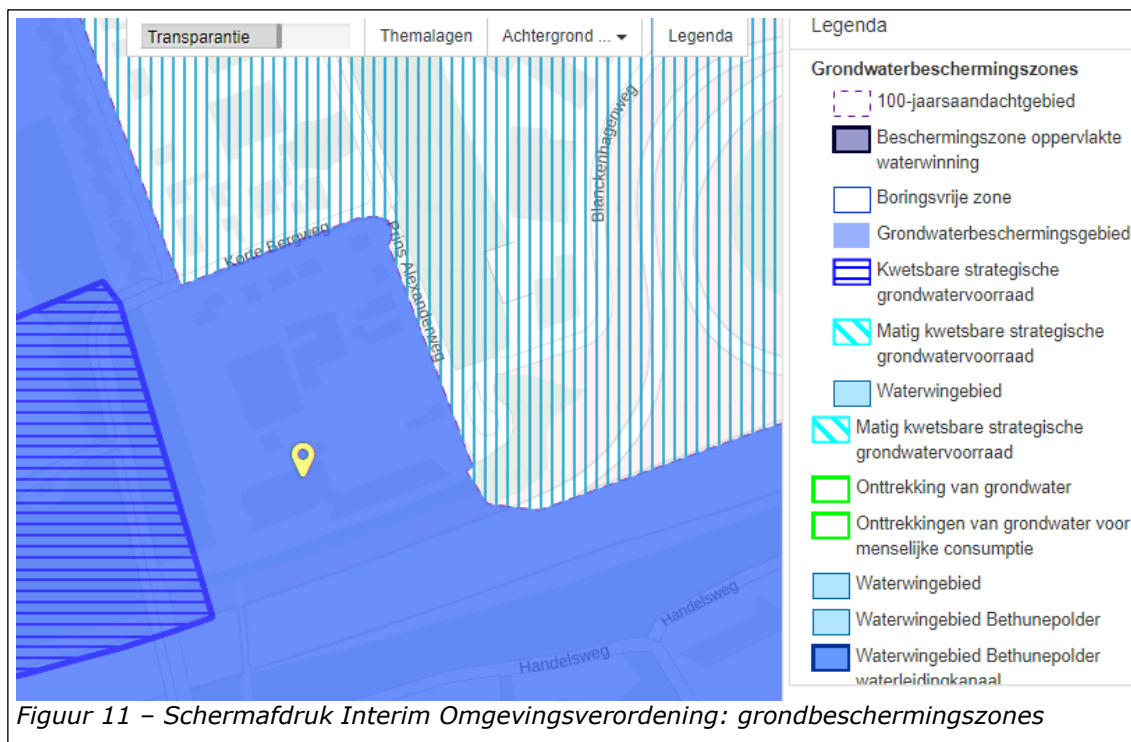 Transparantie
Themalagen
Achtergrond ...
Legenda
Legenda
Grondwaterbeschermingszones
100-jaarsaandachtgebied
Beschermingszone oppervlakte
waterwinning
Boringsvrije zone
Grondwaterbeschermingsgebied
Kwetsbare strategische
grondwatervoorraad
Matig kwetsbare strategische
grondwatervoorraad
Waterwingebied
Matig kwetsbare strategische
grondwatervoorraad
Onttrekking van grondwater
Onttrekkingen van grondwater voor
menselijke consumptie
Waterwingebied
Waterwingebied Bethunepolder
Waterwingebied Bethunepolder
waterleidingkanaal
Blanckenhagenweg
Korte Bergweg
Prins Alexanderweg
Handelsweg
Handelsweg
Figuur 11 – Schermafdruk Interim Omgevingsverordening: grondbeschermingszones